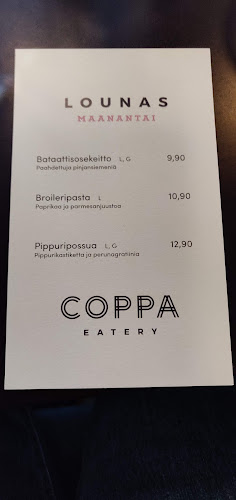 LOUNAS
MAANANTAI
Bataattisosekeitto L, G 9,90
Paahdettuja pinjansiemeniä
Broileripasta L 10,90
Paprikaa ja parmesanjuustoa
Pippuripossua L, G 12,90
Pippurikastiketta ja perunagratiinia
COPPA
EATERY